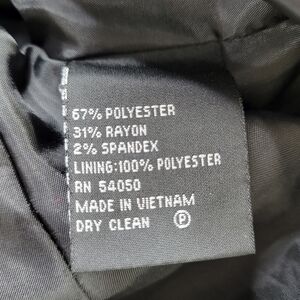 67% POLYESTER
31% RAYON
2% SPANDEX
LINING:100% POLYESTER
RN 54050
MADE IN VIETNAM
DRY CLEAN Ⓟ